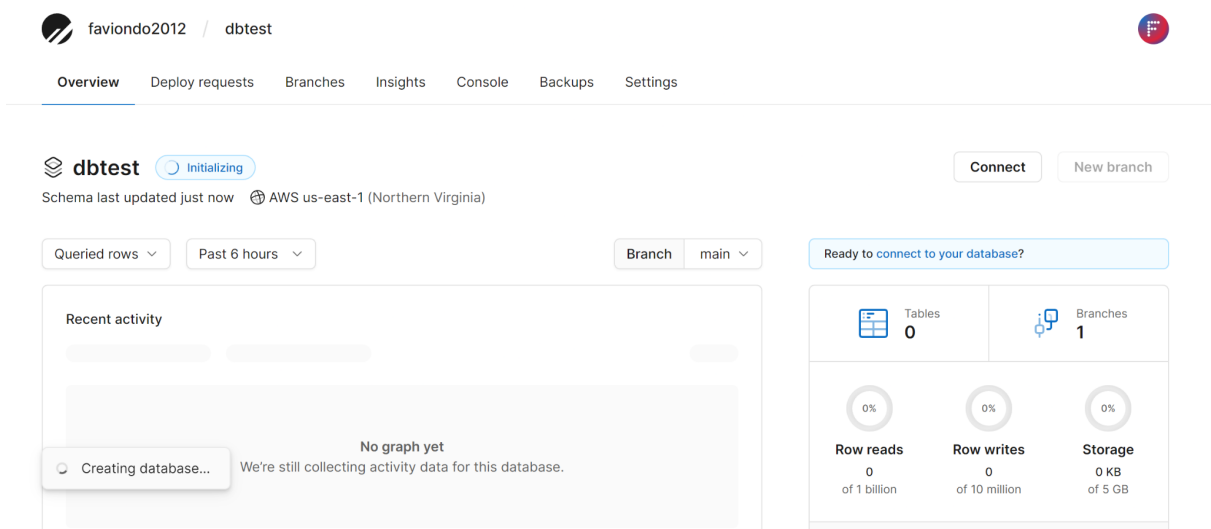 faviondo2012 / dbtest
F
Overview Deploy requests Branches Insights Console Backups Settings
dbtest Initializing
Connect New branch
Schema last updated just now AWS us-east-1 (Northern Virginia)
Queried rows Past 6 hours
Branch main
Ready to connect to your database?
Recent activity
No graph yet
We're still collecting activity data for this database.
Creating database...
Tables
0
Branches
1
0% 0% 0%
Row reads Row writes Storage
0 0 0 KB
of 1 billion of 10 million of 5 GB